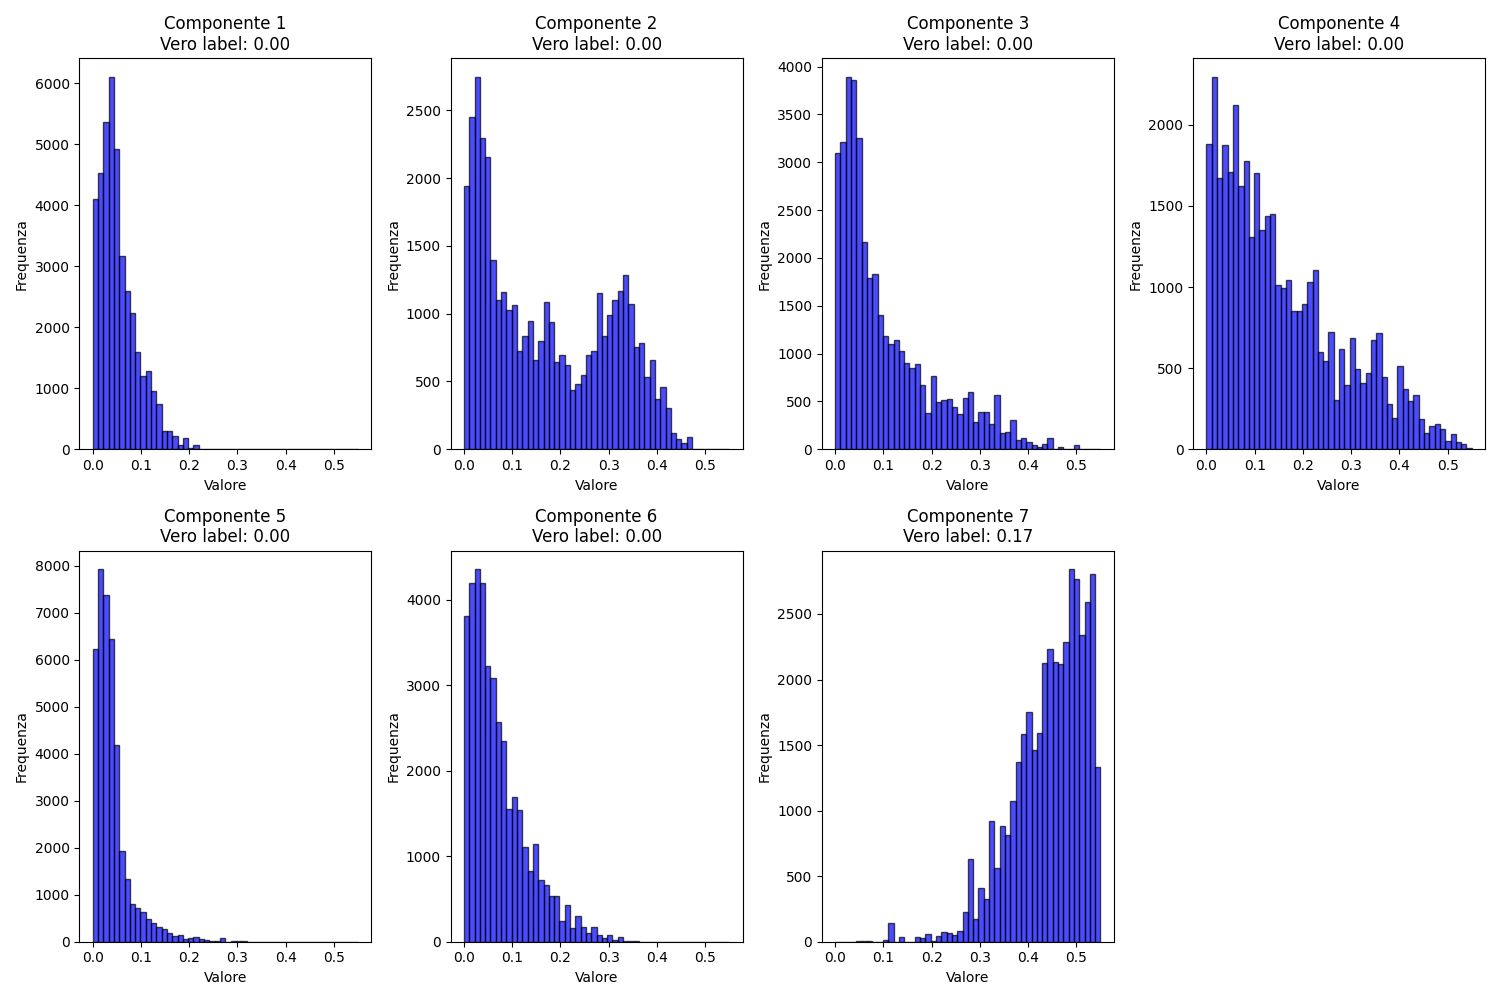 Componente 1
Vero label: 0.00
6000
5000
4000
3000
2000
1000
0
Frequenza
0.0 0.1 0.2 0.3 0.4 0.5
Valore
Componente 2
Vero label: 0.00
2500
2000
1500
1000
500
0
Frequenza
0.0 0.1 0.2 0.3 0.4 0.5
Valore
Componente 3
Vero label: 0.00
4000
3500
3000
2500
2000
1500
1000
500
0
Frequenza
0.0 0.1 0.2 0.3 0.4 0.5
Valore
Componente 4
Vero label: 0.00
2000
1500
1000
500
0
Frequenza
0.0 0.1 0.2 0.3 0.4 0.5
Valore
Componente 5
Vero label: 0.00
8000
7000
6000
5000
4000
3000
2000
1000
0
Frequenza
0.0 0.1 0.2 0.3 0.4 0.5
Valore
Componente 6
Vero label: 0.00
4000
3000
2000
1000
0
Frequenza
0.0 0.1 0.2 0.3 0.4 0.5
Valore
Componente 7
Vero label: 0.17
2500
2000
1500
1000
500
0
Frequenza
0.0 0.1 0.2 0.3 0.4 0.5
Valore